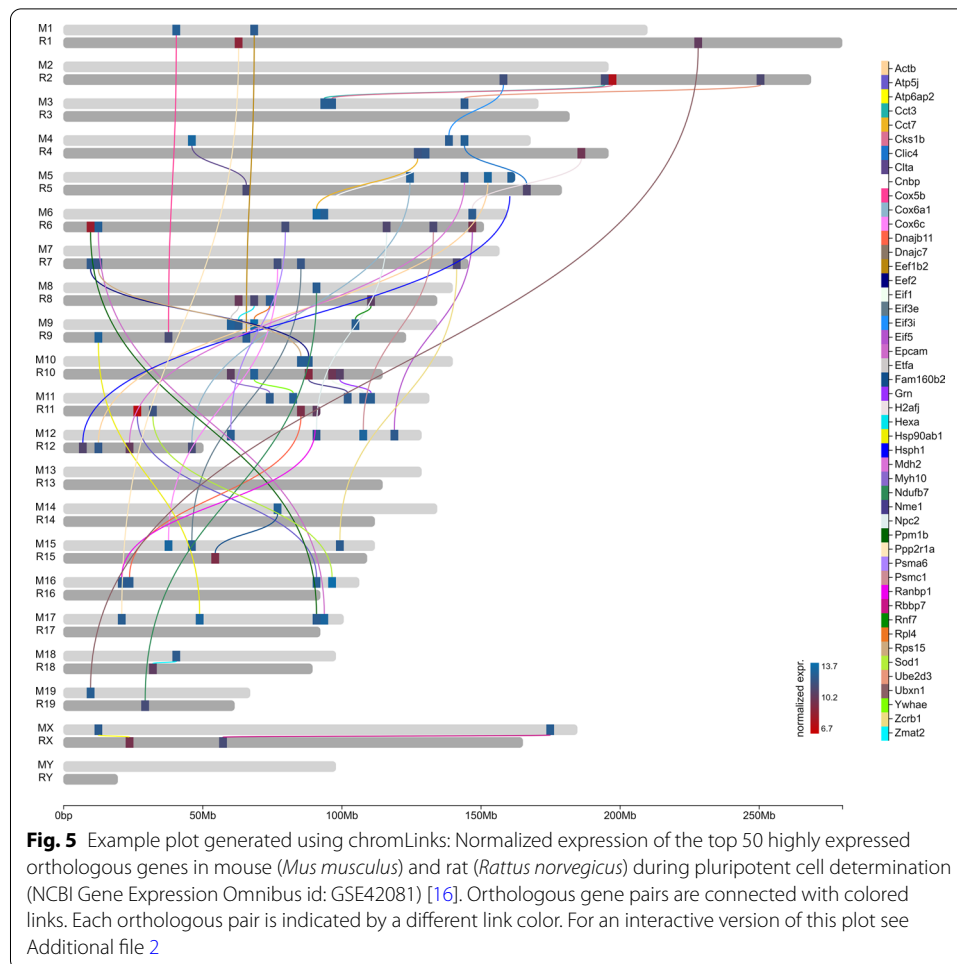 M1
R1
M2
R2
M3
R3
M4
R4
M5
R5
M6
R6
M7
R7
M8
R8
M9
R9
M10
R10
M11
R11
M12
R12
M13
R13
M14
R14
M15
R15
M16
R16
M17
R17
M18
R18
M19
R19
MX
RX
MY
RY
0bp 50Mb 100Mb 150Mb 200Mb 250Mb
normalized expr.
13.7
10.2
6.7
Actb
Atp5j
Atp6ap2
Cct3
Cct7
Cks1b
Clic4
Clta
Cnbp
Cox5b
Cox6a1
Cox6c
Dnajb11
Dnajc7
Eef1b2
Eef2
Eif1
Eif3e
Eif3i
Eif5
Epcam
Etfa
Fam160b2
Grn
H2afj
Hexa
Hsp90ab1
Hsph1
Mdh2
Myh10
Ndufb7
Nme1
Npc2
Ppm1b
Ppp2r1a
Psma6
Psmc1
Ranbp1
Rbbp7
Rnf7
Rpl4
Rps15
Sod1
Ube2d3
Ubxn1
Ywhae
Zcrb1
Zmat2
Fig. 5 Example plot generated using chromLinks: Normalized expression of the top 50 highly expressed
orthologous genes in mouse (Mus musculus) and rat (Rattus norvegicus) during pluripotent cell determination
(NCBI Gene Expression Omnibus id: GSE42081) [16]. Orthologous gene pairs are connected with colored
links. Each orthologous pair is indicated by a different link color. For an interactive version of this plot see
Additional file 2